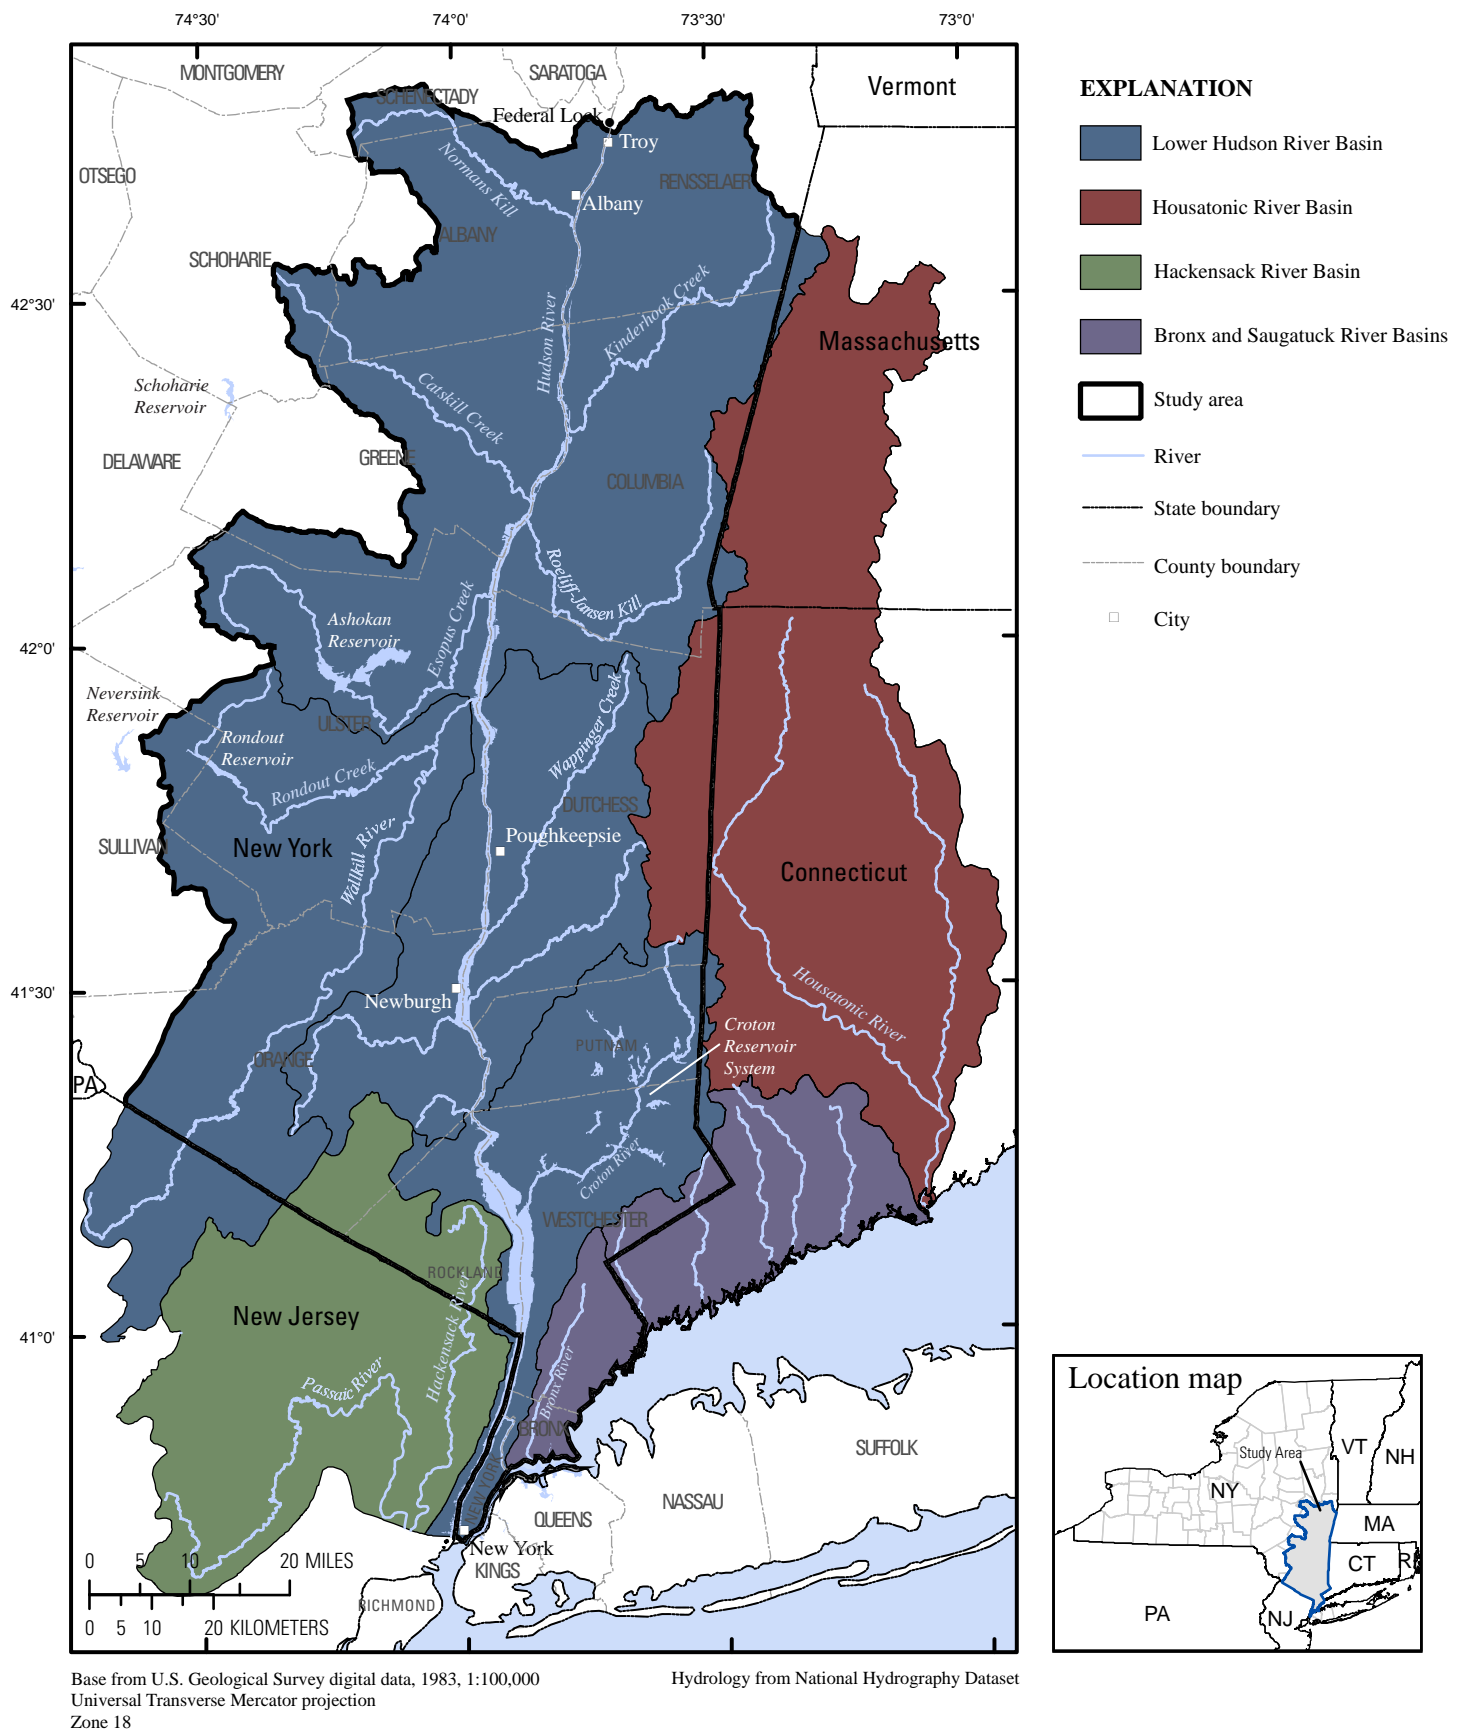 74°30'
74°0'
73°30'
73°0'
MONTGOMERY
SARATOGA
Vermont
SCHENECTADY
Federal Lock
Troy
Normans Kill
OTSEGO
RENSSELAER
Albany
ALBANY
SCHOHARIE
42°30'
Kinderhook Creek
Hudson River
Massachusetts
Schoharie
Reservoir
Catskill Creek
DELAWARE
GREENE
COLUMBIA
Roeliff-Jansen Kill
Ashokan
Reservoir
Esopus Creek
42°0'
Neversink
Reservoir
ULSTER
Rondout
Reservoir
Wappinger Creek
Rondout Creek
DUTCHESS
SULLIVAN
New York
Wallkill River
Poughkeepsie
Connecticut
41°30'
Newburgh
Housatonic River
Croton
Reservoir
System
PUTNAM
ORANGE
PA
Croton River
WESTCHESTER
ROCKLAND
New Jersey
41°0'
Hackensack River
Passaic River
Bronx River
BRONX
NEW YORK
SUFFOLK
NASSAU
QUEENS
New York
KINGS
RICHMOND
0 5 10 20 MILES
0 5 10 20 KILOMETERS
Base from U.S. Geological Survey digital data, 1983, 1:100,000
Universal Transverse Mercator projection
Zone 18
Hydrology from National Hydrography Dataset
EXPLANATION
Lower Hudson River Basin
Housatonic River Basin
Hackensack River Basin
Bronx and Saugatuck River Basins
Study area
River
State boundary
County boundary
City
Location map
Study Area
VT
NH
NY
MA
CT
RI
PA
NJ